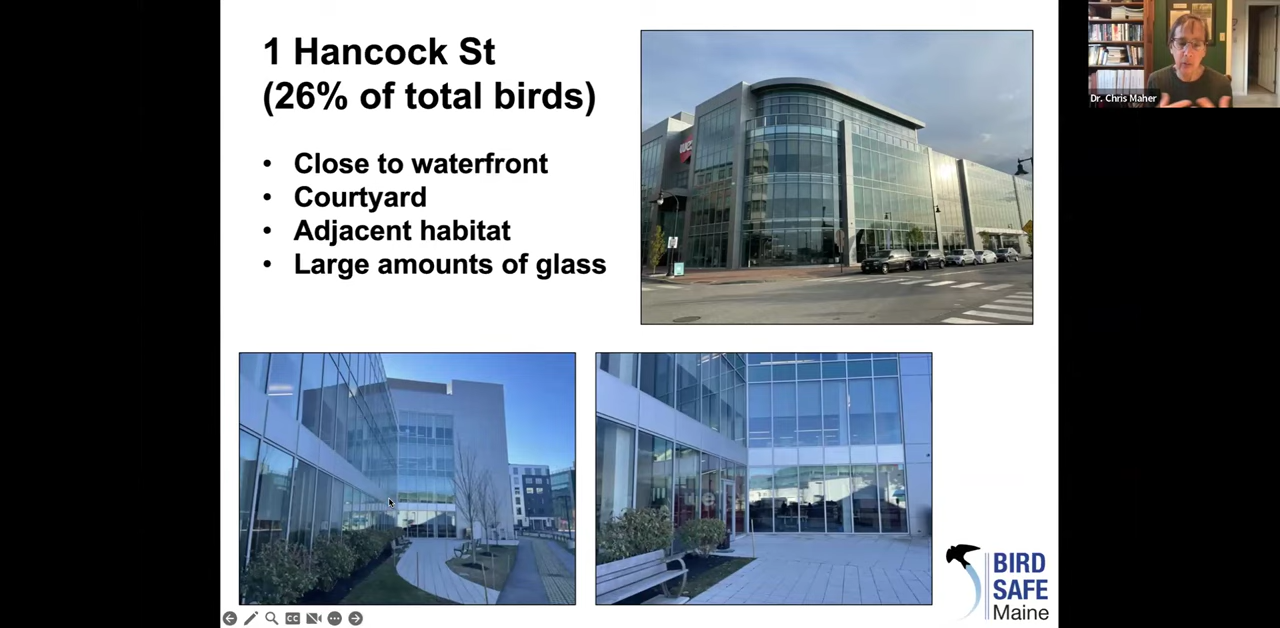 1 Hancock St
(26% of total birds)
• Close to waterfront
• Courtyard
• Adjacent habitat
• Large amounts of glass
Dr. Chris Maher
BIRD
SAFE
Maine
CC